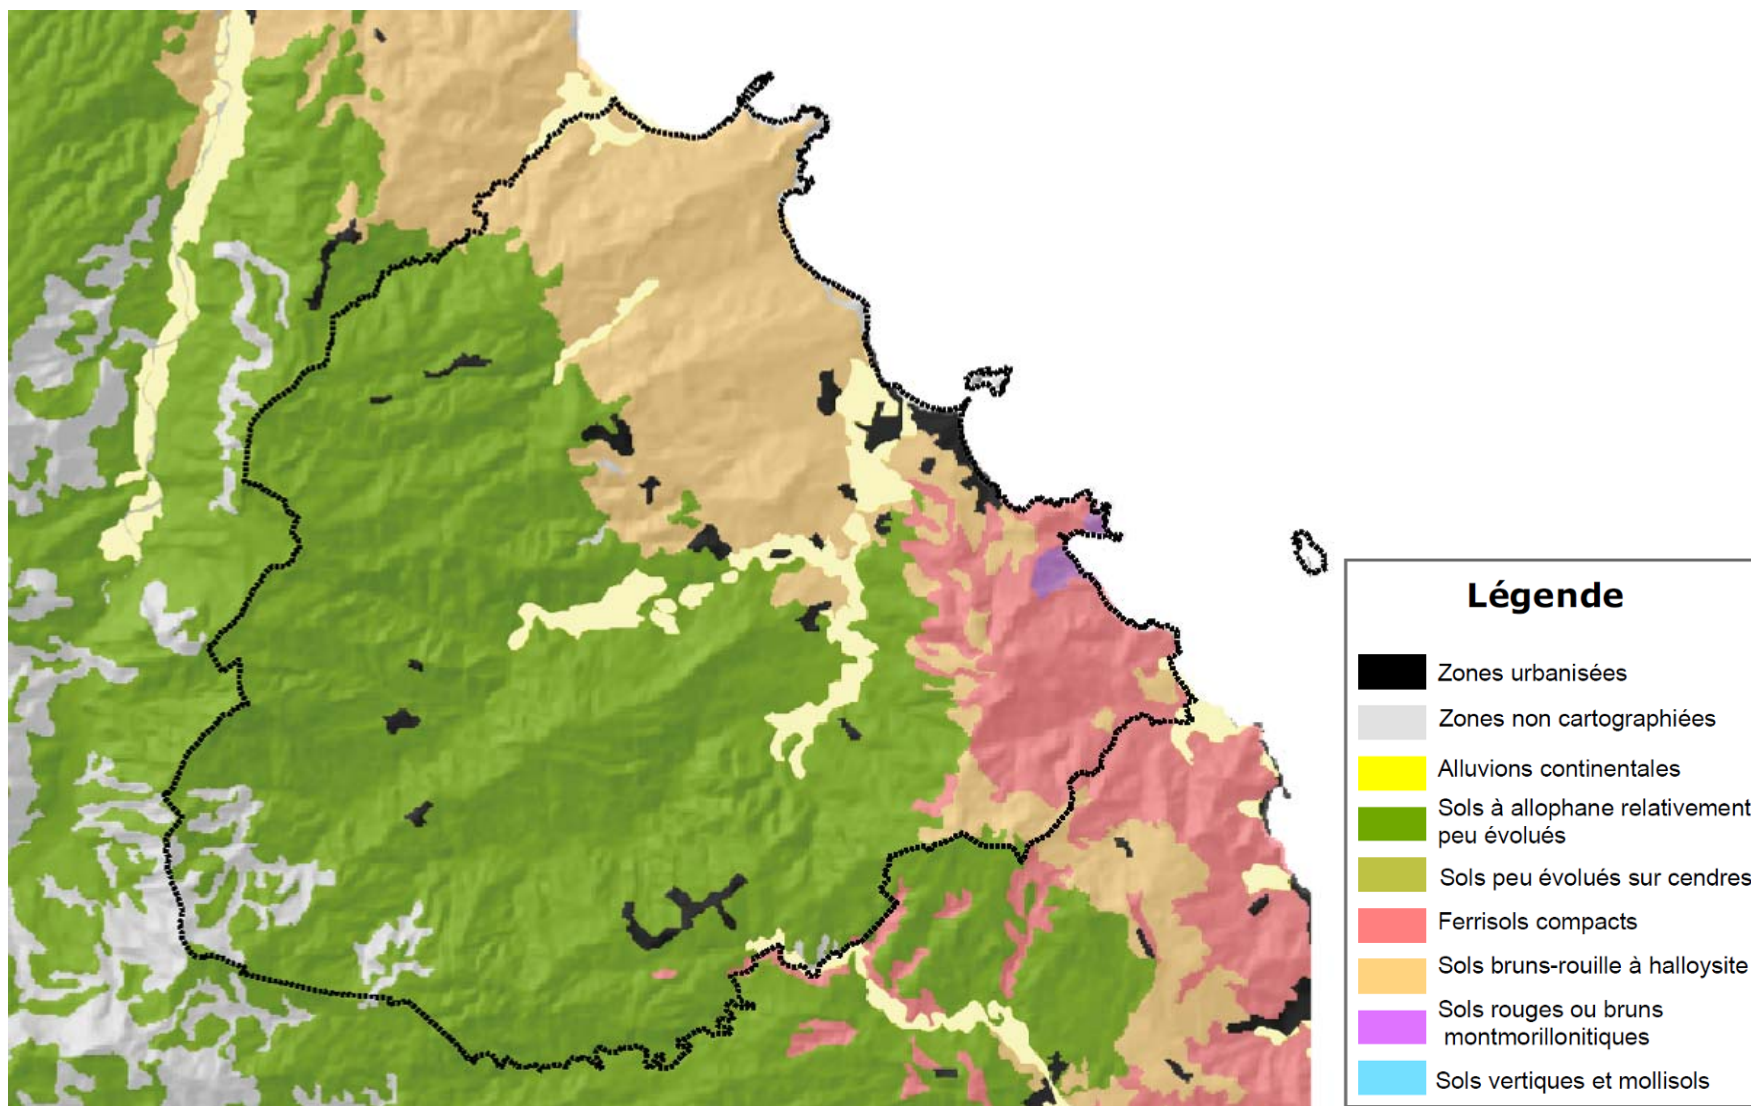 Légende
Zones urbanisées
Zones non cartographiées
Alluvions continentales
Sols à allophane relativement
peu évolués
Sols peu évolués sur cendres
Ferrisols compacts
Sols bruns-rouille à halloysite
Sols rouges ou bruns
montmorillonitiques
Sols vertiques et mollisols